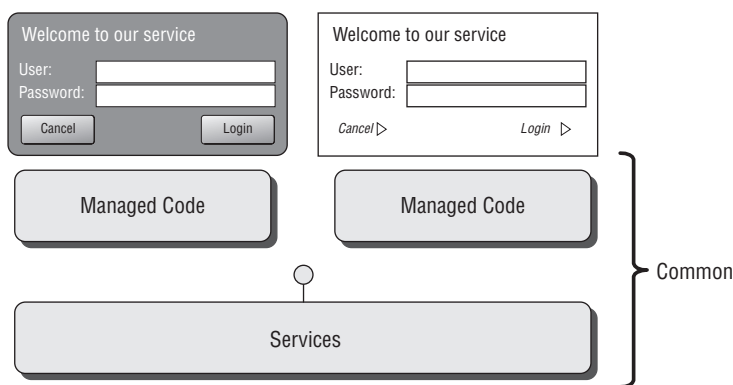 Welcome to our service
User:
Password:
Cancel
Login
Welcome to our service
User:
Password:
Cancel
Login
Managed Code
Managed Code
Common
Services